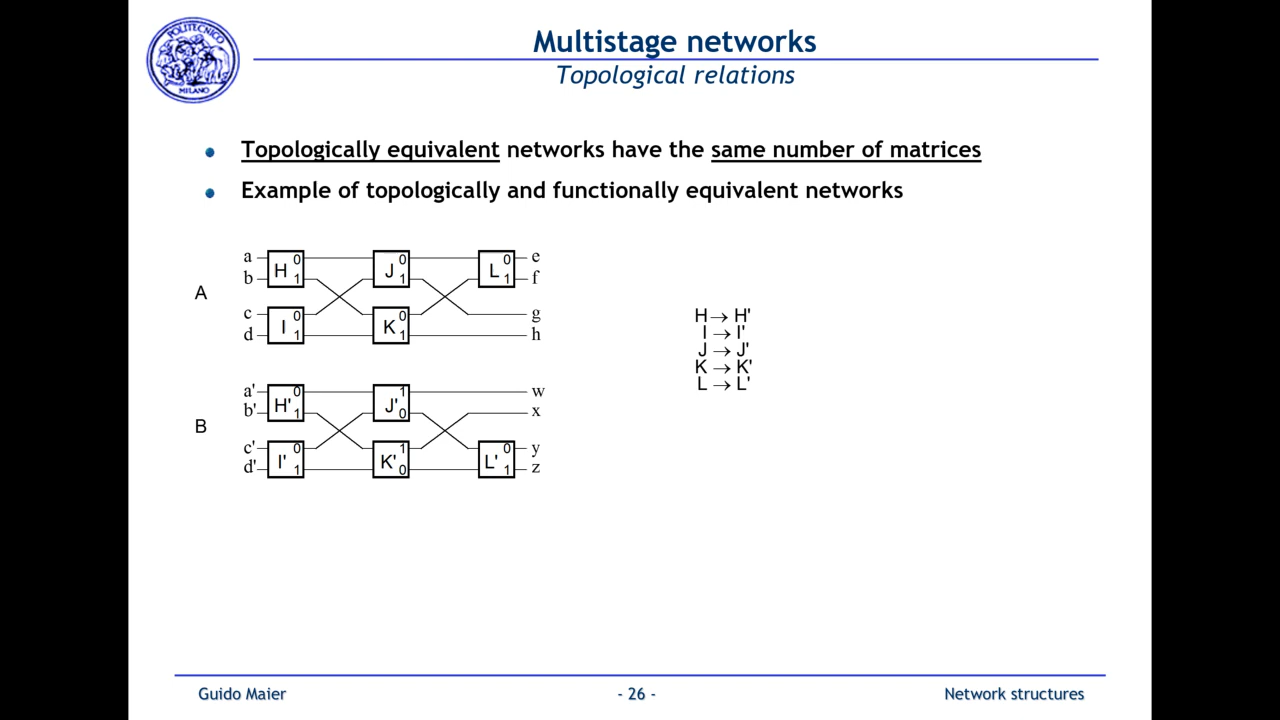 POLITECNICO
MILANO
Multistage networks
Topological relations
Topologically equivalent networks have the same number of matrices
Example of topologically and functionally equivalent networks
A
a
b
c
d
H 0 1
I 0 1
J 0 1
K 0 1
L 0 1
e
f
g
h
H → H'
I → I'
J → J'
K → K'
L → L'
B
a'
b'
c'
d'
H' 0 1
I' 0 1
J' 1 0
K' 1 0
L' 0 1
w
x
y
z
Guido Maier
- 26 -
Network structures